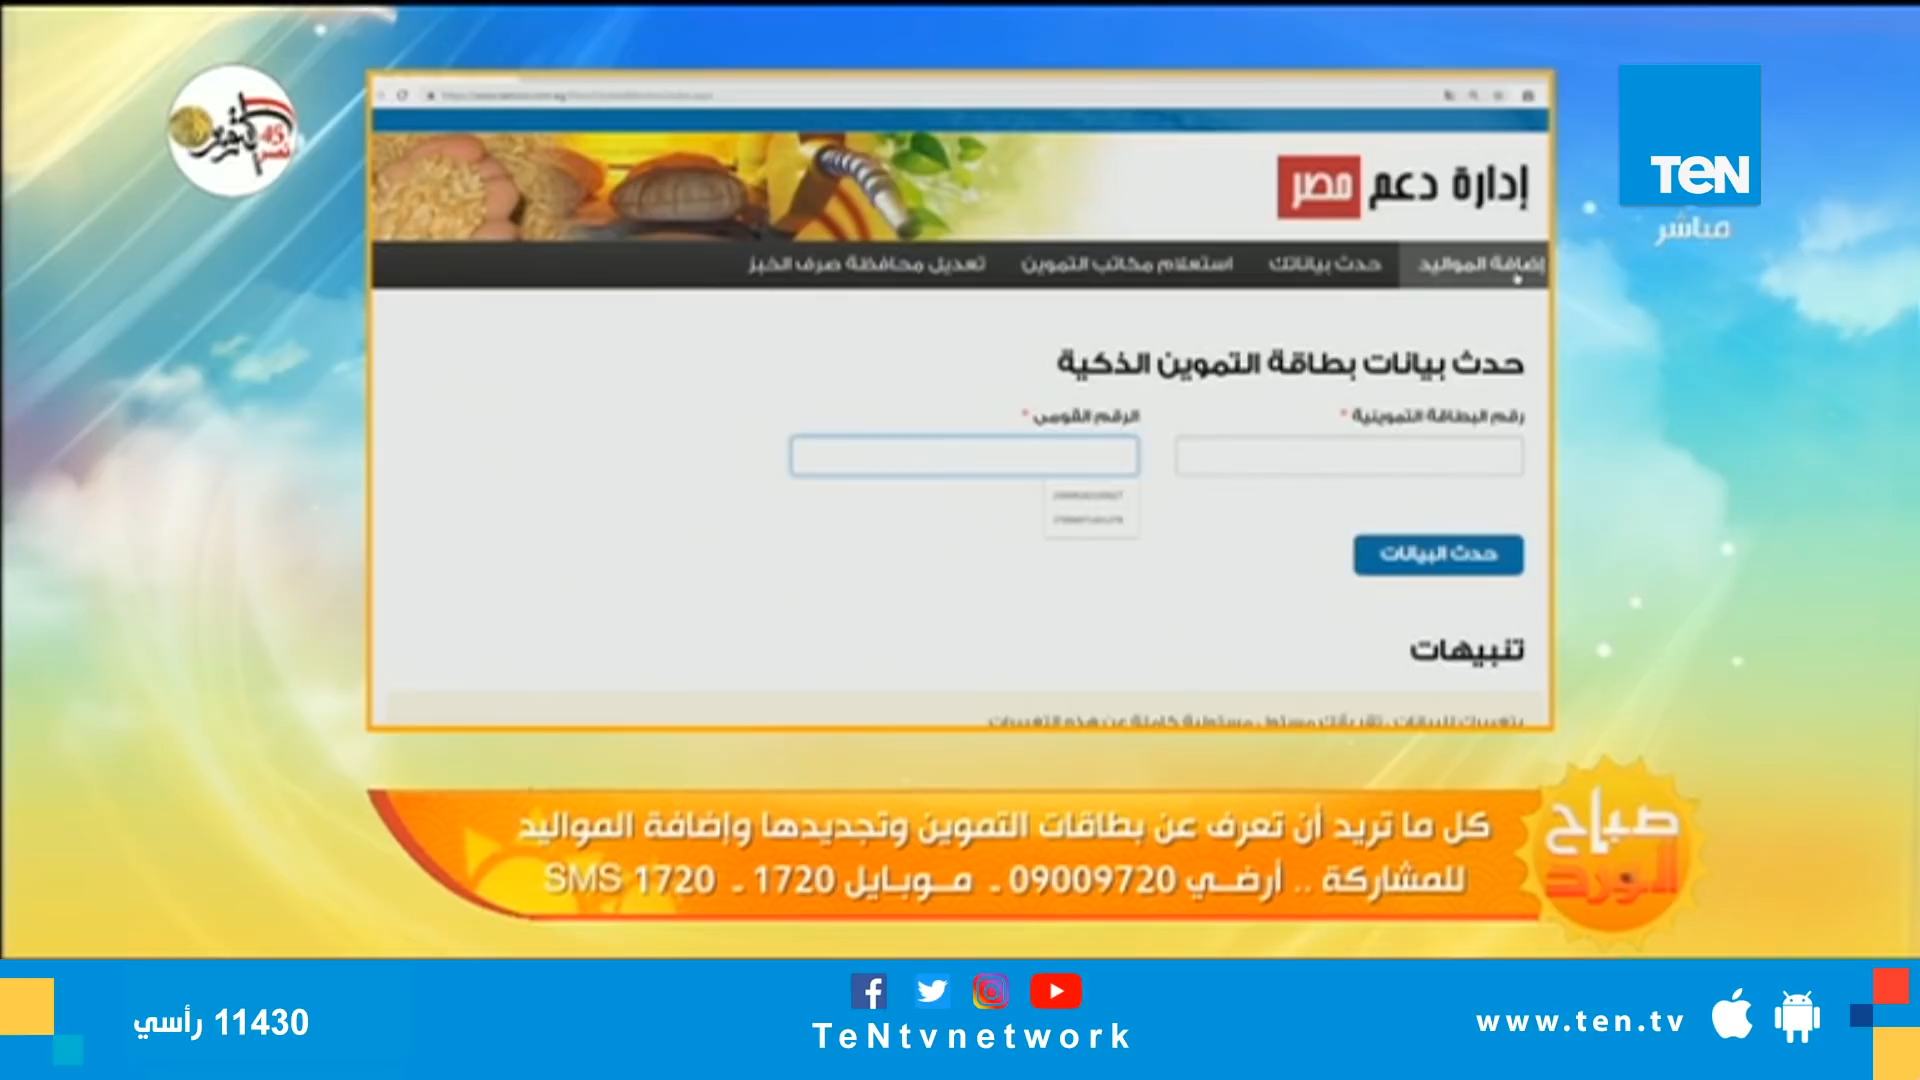 TEN
مباشر
45
إدارة دعم مصر
إضافة المواليد
حدث بياناتك
استعلام مكاتب التموين
تعديل محافظة صرف الخبز
حدث بيانات بطاقة التموين الذكية
رقم البطاقة التموينية *
الرقم القومى *
حدث البيانات
تنبيهات
صباح الورد
كل ما تريد أن تعرف عن بطاقات التموين وتجديدها وإضافة المواليد
للمشاركة .. أرضي 09009720 - موبايل 1720 - SMS 1720
11430 رأسي
TeNtvnetwork
www.ten.tv